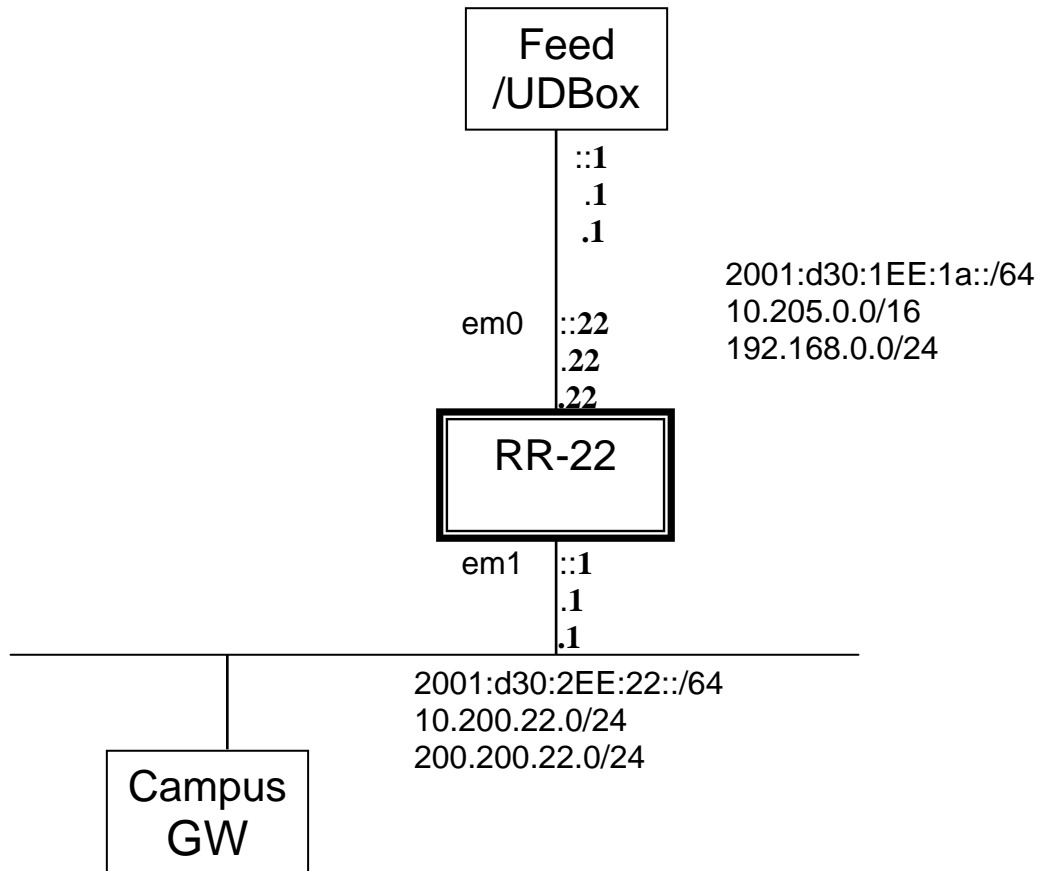 Feed
/UDBox
::1
.1
.1
2001:d30:1EE:1a::/64
10.205.0.0/16
192.168.0.0/24
em0
::22
.22
.22
RR-22
em1
::1
.1
.1
2001:d30:2EE:22::/64
10.200.22.0/24
200.200.22.0/24
Campus
GW